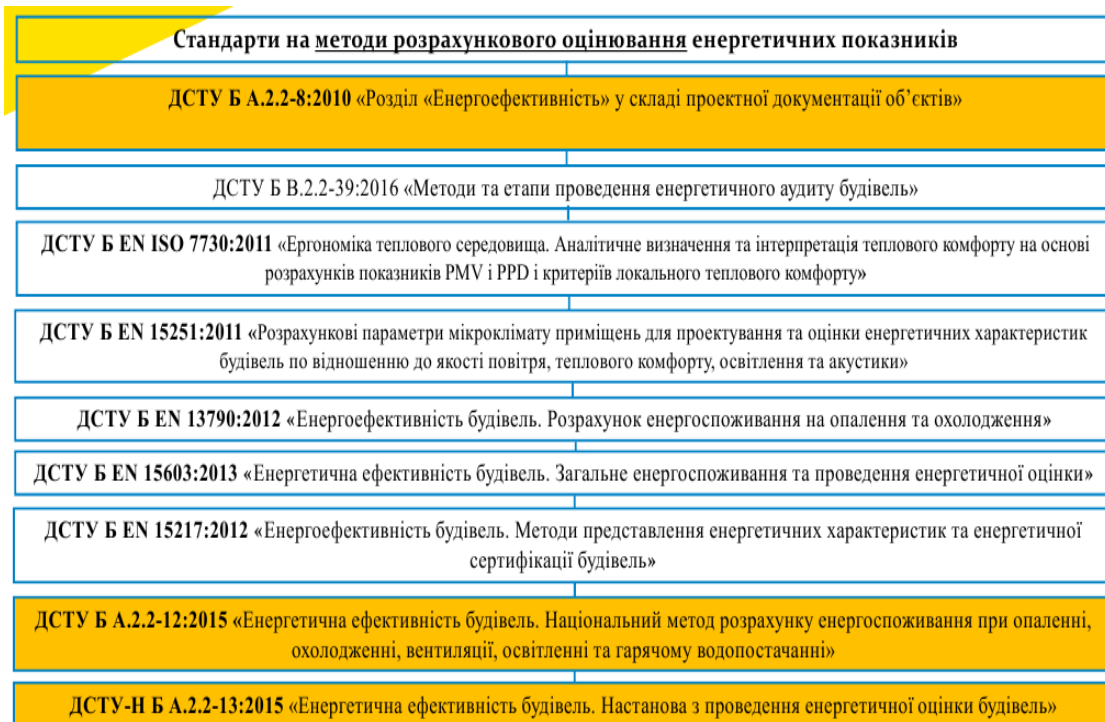 Стандарти на методи розрахункового оцінювання енергетичних показників
ДСТУ Б А.2.2-8:2010 «Розділ «Енергоефективність» у складі проектної документації об’єктів»
ДСТУ Б В.2.2-39:2016 «Методи та етапи проведення енергетичного аудиту будівель»
ДСТУ Б EN ISO 7730:2011 «Ергономіка теплового середовища. Аналітичне визначення та інтерпретація теплового комфорту на основі
розрахунків показників PMV і PPD і критеріїв локального теплового комфорту»
ДСТУ Б EN 15251:2011 «Розрахункові параметри мікроклімату приміщень для проектування та оцінки енергетичних характеристик
будівель по відношенню до якості повітря, теплового комфорту, освітлення та акустики»
ДСТУ Б EN 13790:2012 «Енергоефективність будівель. Розрахунок енергоспоживання на опалення та охолодження»
ДСТУ Б EN 15603:2013 «Енергетична ефективність будівель. Загальне енергоспоживання та проведення енергетичної оцінки»
ДСТУ Б EN 15217:2012 «Енергоефективність будівель. Методи представлення енергетичних характеристик та енергетичної
сертифікації будівель»
ДСТУ Б А.2.2-12:2015 «Енергетична ефективність будівель. Національний метод розрахунку енергоспоживання при опаленні,
охолодженні, вентиляції, освітленні та гарячому водопостачанні»
ДСТУ-Н Б А.2.2-13:2015 «Енергетична ефективність будівель. Настанова з проведення енергетичної оцінки будівель»